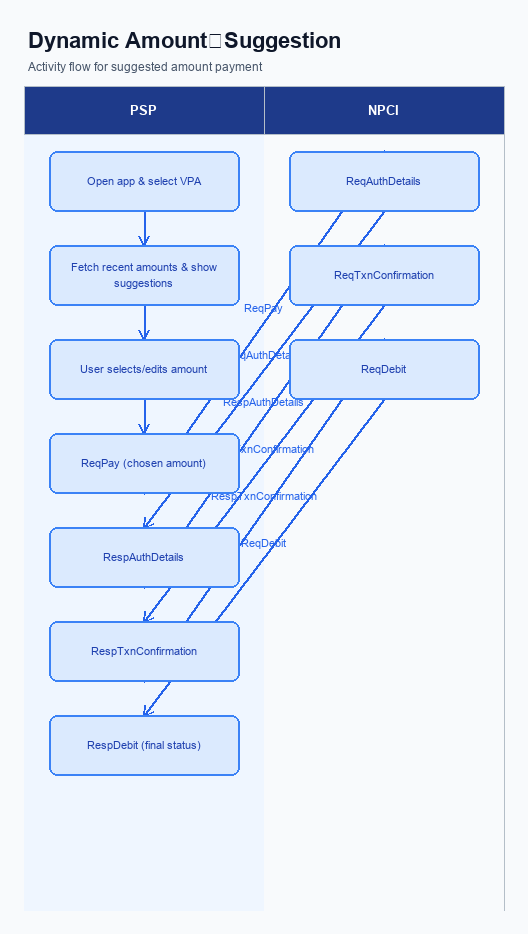 Dynamic Amount□Suggestion
Activity flow for suggested amount payment
PSP
NPCI
Open app & select VPA
ReqAuthDetails
Fetch recent amounts & show
suggestions
ReqTxnConfirmation
ReqPay
User selects/edits amount
ReqDebit
qAuthDeta
RespAuthDetails
ReqPay (chosen amount)
xnConfirmation
RespTxnConfirmation
ReqDebit
RespAuthDetails
RespTxnConfirmation
RespDebit (final status)